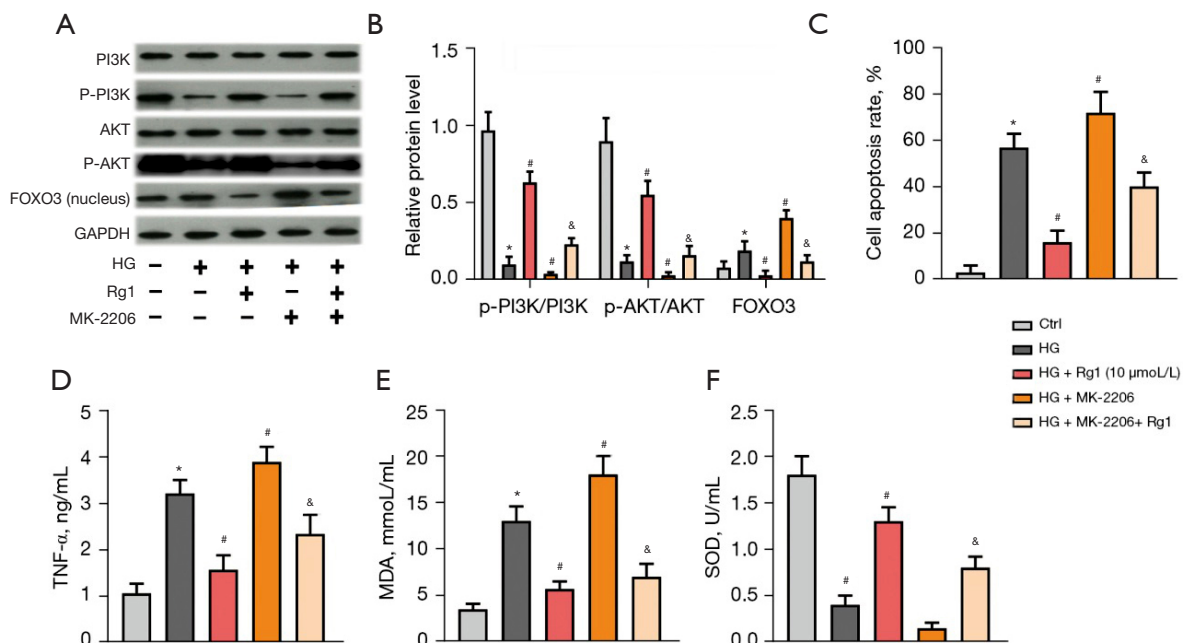 A
PI3K
P-PI3K
AKT
P-AKT
FOXO3 (nucleus)
GAPDH
HG − + + + +
Rg1 − − + − +
MK-2206 − − − + +
B
Relative protein level
1.5
1.0
0.5
0.0
* # # &
* # # &
* # # &
p-PI3K/PI3K p-AKT/AKT FOXO3
C
Cell apoptosis rate, %
100
80
60
40
20
0
* # # &
Ctrl
HG
HG + Rg1 (10 μmoL/L)
HG + MK-2206
HG + MK-2206+ Rg1
D
TNF-α, ng/mL
5
4
3
2
1
0
* # # &
E
MDA, mmoL/mL
25
20
15
10
5
0
* # # &
F
SOD, U/mL
2.5
2.0
1.5
1.0
0.5
0.0
# # &